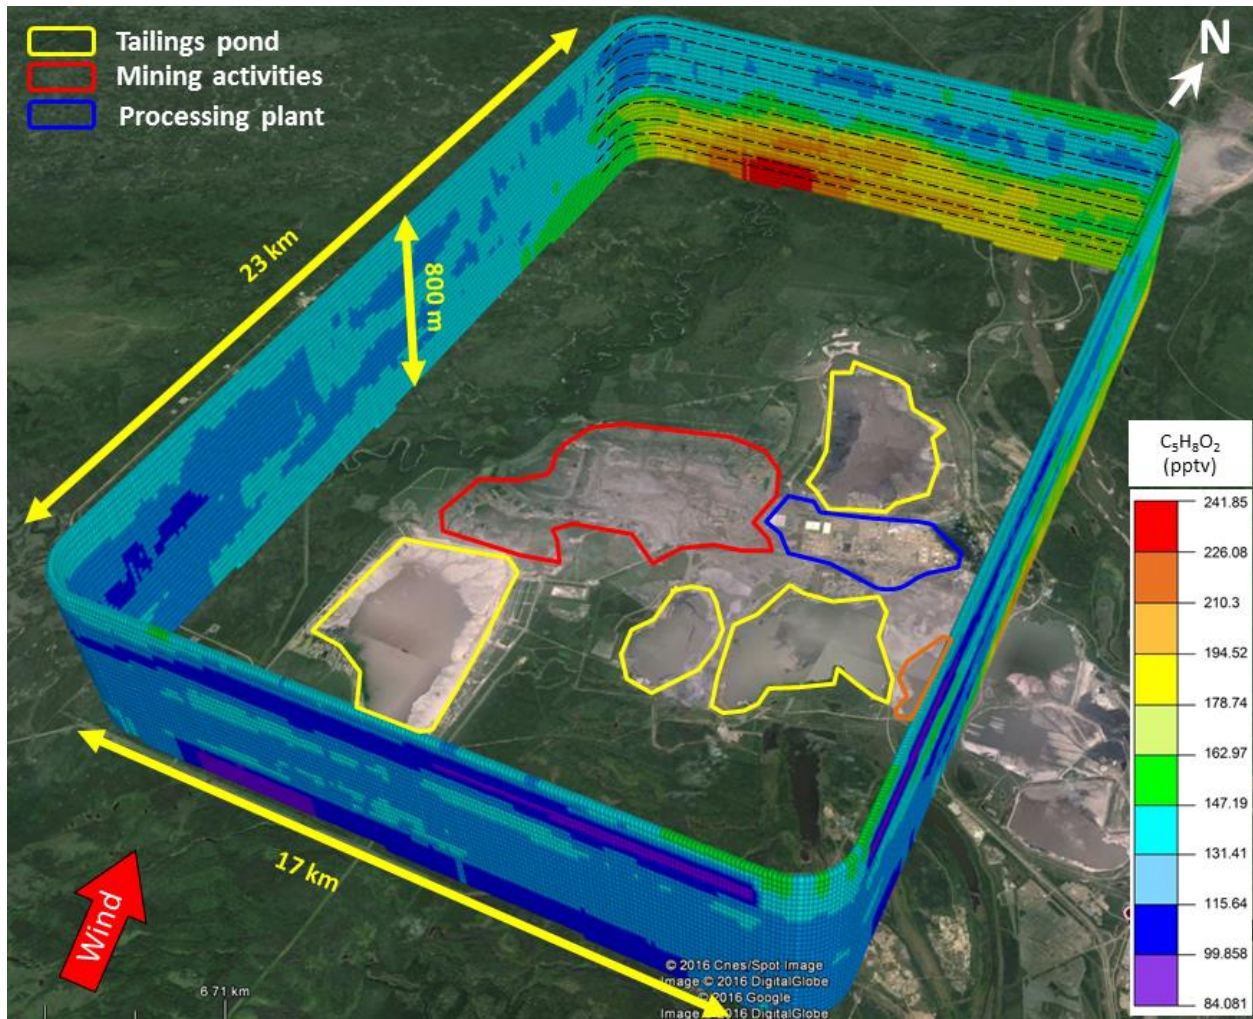 Tailings pond
Mining activities
Processing plant
N
23 km
800 m
17 km
Wind
6.71 km
C₅H₈O₂
(pptv)
241.85
226.08
210.3
194.52
178.74
162.97
147.19
131.41
115.64
99.858
84.081
© 2016 Cnes/Spot Image
Image © 2016 DigitalGlobe
© 2016 Google
Image © 2016 DigitalGlobe